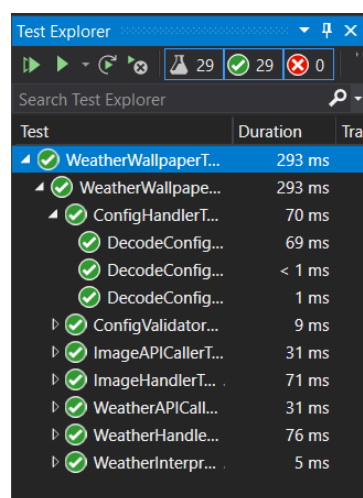 Test Explorer
29 29 0
Search Test Explorer
Test Duration Tra
WeatherWallpaperT... 293 ms
WeatherWallpape... 293 ms
ConfigHandlerT... 70 ms
DecodeConfig... 69 ms
DecodeConfig... < 1 ms
DecodeConfig... 1 ms
ConfigValidator... 9 ms
ImageAPICallerT... 31 ms
ImageHandlerT... 71 ms
WeatherAPICall... 31 ms
WeatherHandle... 76 ms
WeatherInterpr... 5 ms